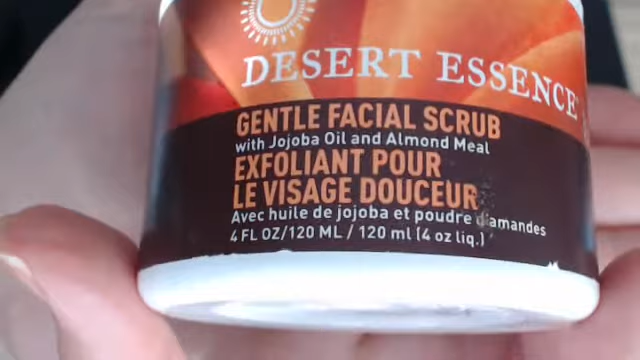 DESERT ESSENCE
GENTLE FACIAL SCRUB
with Jojoba Oil and Almond Meal
EXFOLIANT POUR
LE VISAGE DOUCEUR
Avec huile de jojoba et poudre d'amandes
4 FL OZ/120 ML / 120 ml (4 oz liq.)